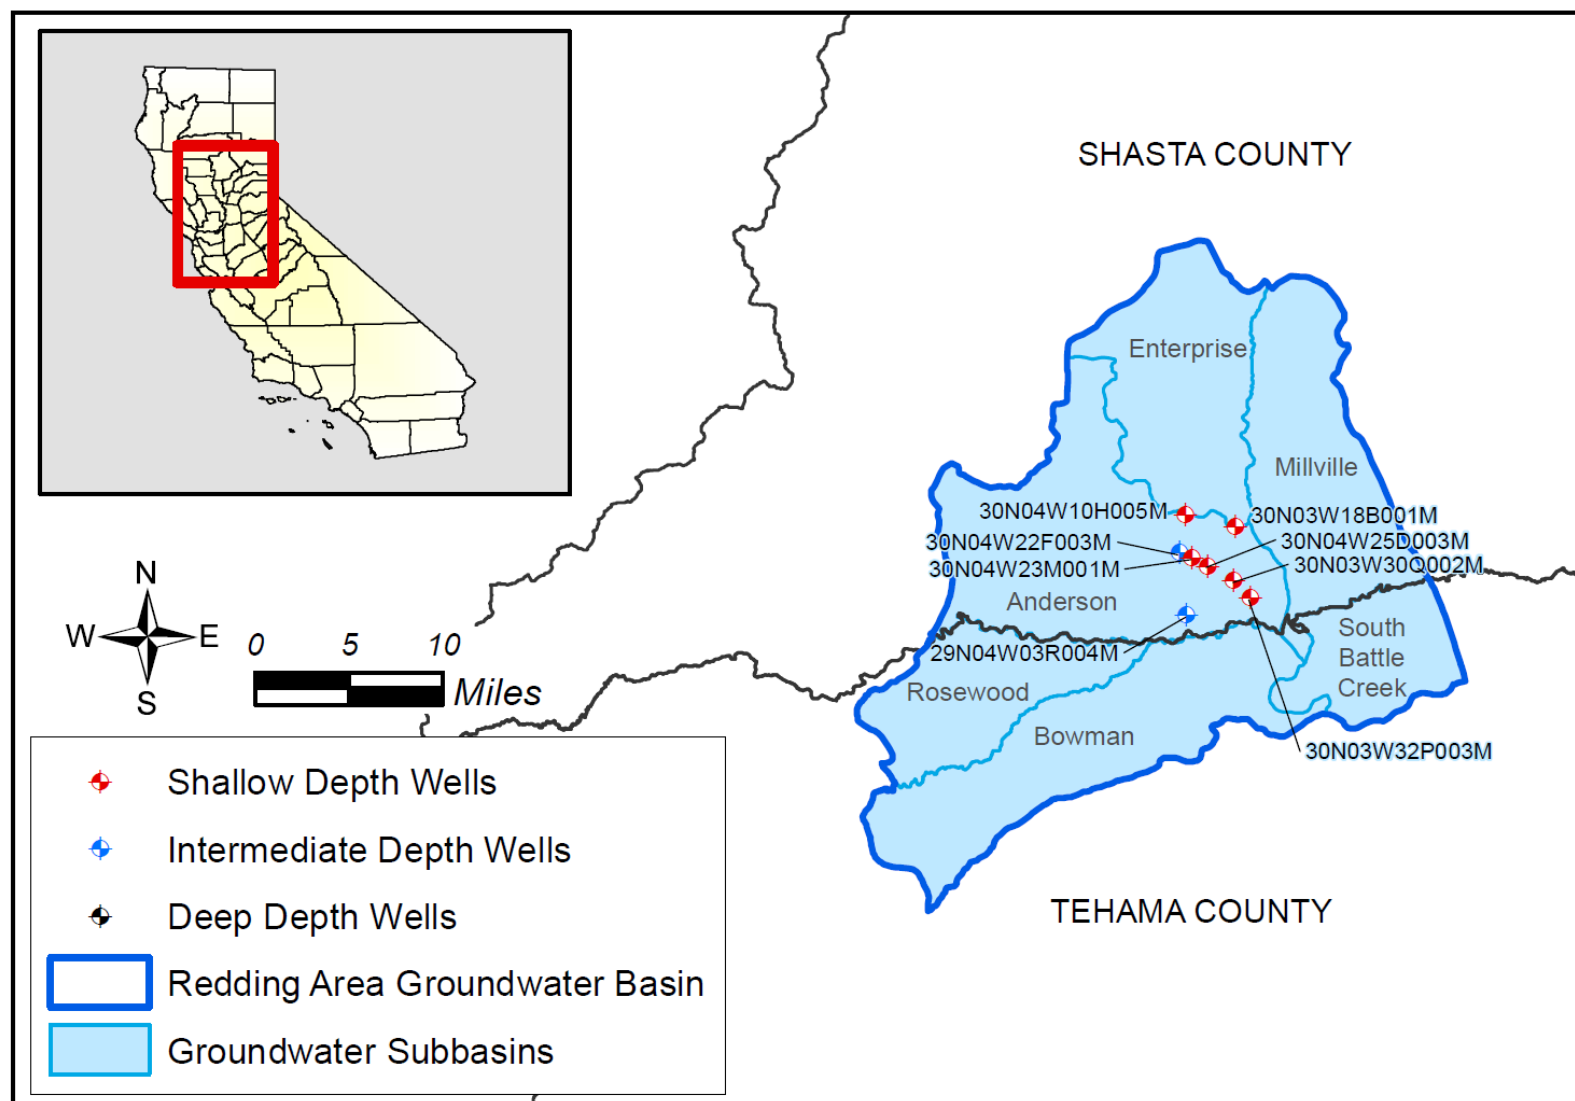 SHASTA COUNTY
Enterprise
Millville
30N04W10H005M
30N03W18B001M
30N04W22F003M
30N04W25D003M
30N04W23M001M
30N03W30Q002M
Anderson
29N04W03R004M
South
Battle
Creek
Rosewood
Bowman
30N03W32P003M
TEHAMA COUNTY
N
W E
S
0 5 10
Miles
Shallow Depth Wells
Intermediate Depth Wells
Deep Depth Wells
Redding Area Groundwater Basin
Groundwater Subbasins